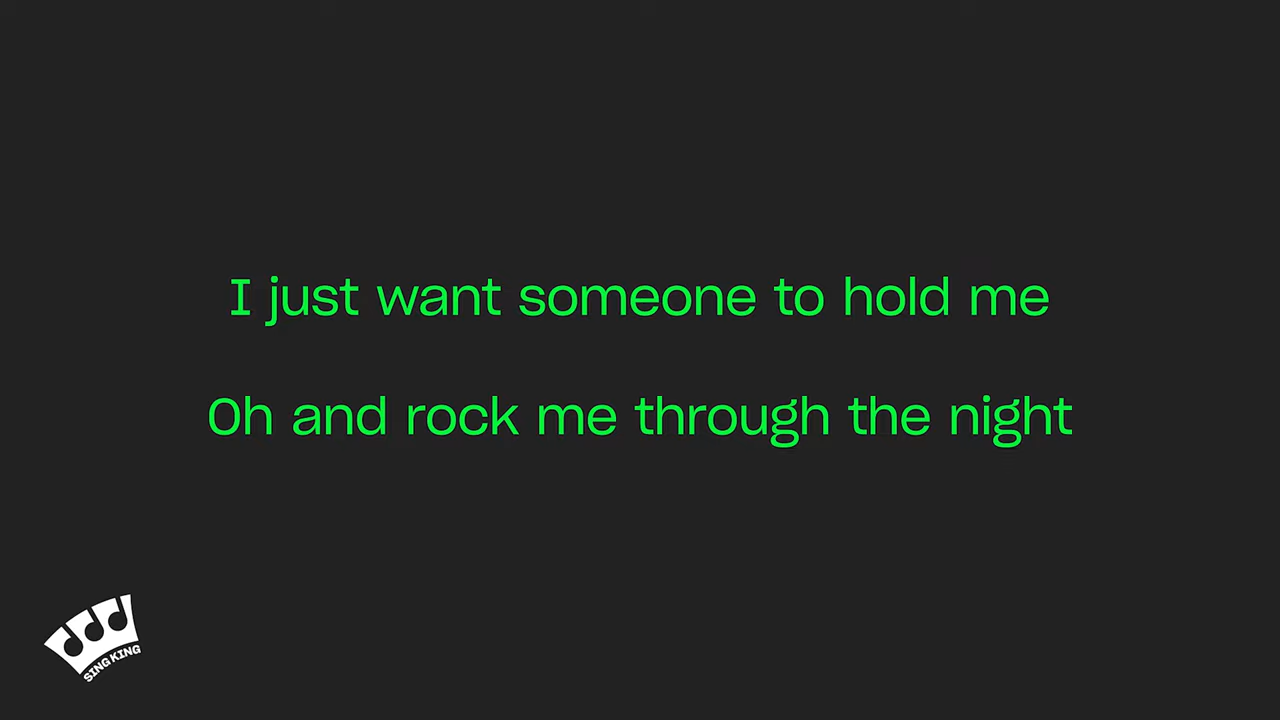 I just want someone to hold me
Oh and rock me through the night
SING KING